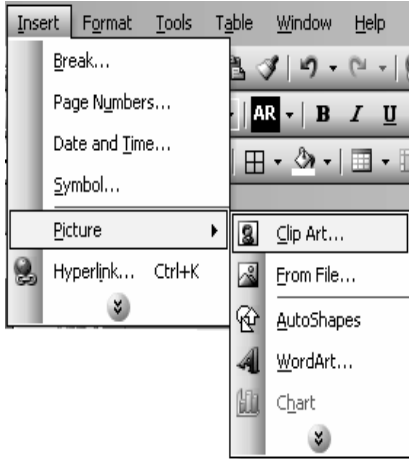 Insert Format Tools Table Window Help
Break...
Page Numbers...
Date and Time...
AR B I U
Symbol...
Picture
Clip Art...
Hyperlink... Ctrl+K
From File...
AutoShapes
WordArt...
Chart